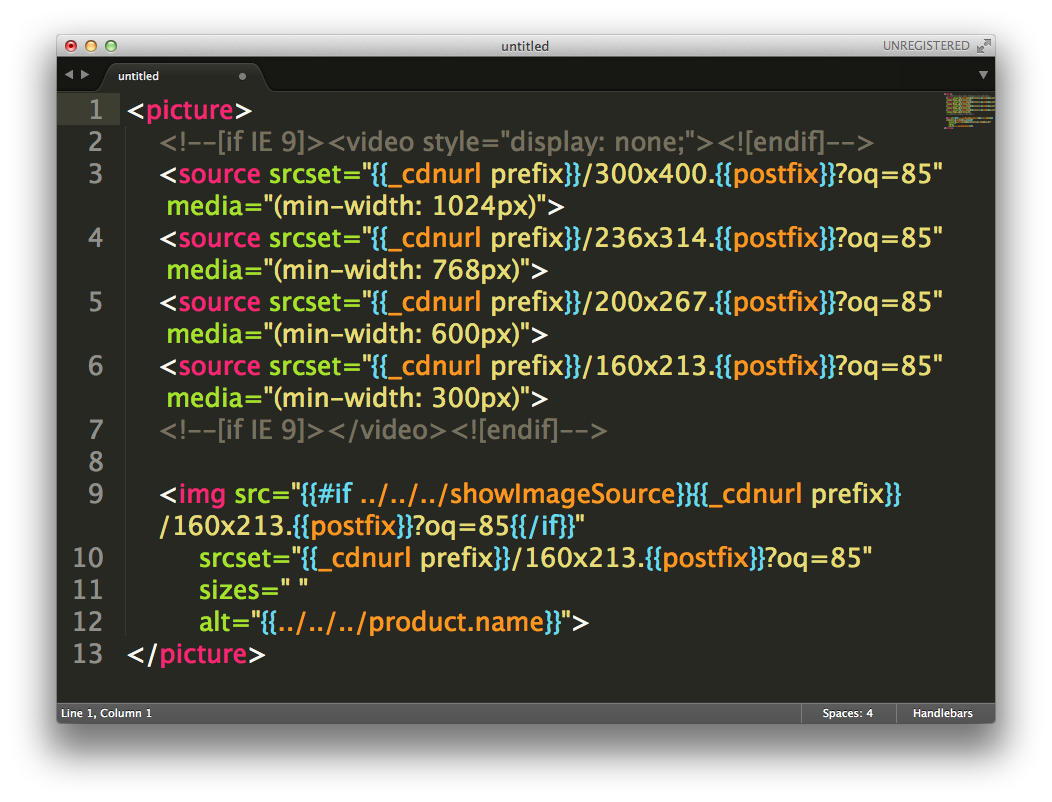 untitled
UNREGISTERED
untitled
1 <picture>
2 <!--[if IE 9]><video style="display: none;"><![endif]-->
3 <source srcset="{{_cdnurl prefix}}/300x400.{{postfix}}?oq=85"
media="(min-width: 1024px)">
4 <source srcset="{{_cdnurl prefix}}/236x314.{{postfix}}?oq=85"
media="(min-width: 768px)">
5 <source srcset="{{_cdnurl prefix}}/200x267.{{postfix}}?oq=85"
media="(min-width: 600px)">
6 <source srcset="{{_cdnurl prefix}}/160x213.{{postfix}}?oq=85"
media="(min-width: 300px)">
7 <!--[if IE 9]></video><![endif]-->
8
9 <img src="{{#if ../../../showImageSource}}{{_cdnurl prefix}}
/160x213.{{postfix}}?oq=85{{/if}}"
10 srcset="{{_cdnurl prefix}}/160x213.{{postfix}}?oq=85"
11 sizes=" "
12 alt="{{../../../product.name}}">
13 </picture>
Line 1, Column 1
Spaces: 4
Handlebars